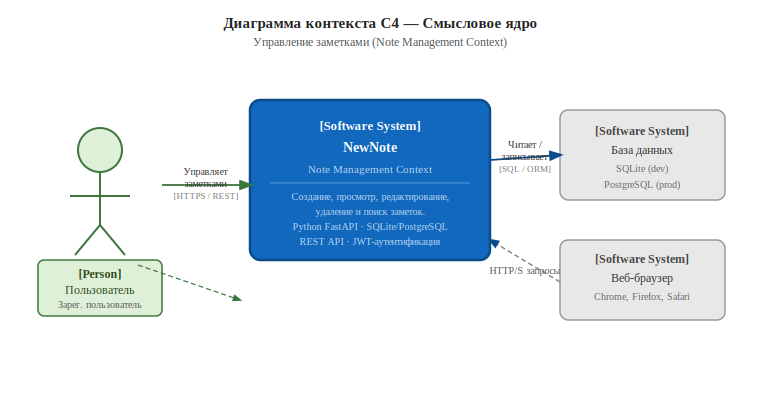 Диаграмма контекста C4 — Смысловое ядро
Управление заметками (Note Management Context)
[Person]
Пользователь
Зарег. пользователь
Управляет
заметками
[HTTPS / REST]
[Software System]
NewNote
Note Management Context
Создание, просмотр, редактирование,
удаление и поиск заметок.
Python FastAPI · SQLite/PostgreSQL
REST API · JWT-аутентификация
Читает /
записывает
[SQL / ORM]
[Software System]
База данных
SQLite (dev)
PostgreSQL (prod)
HTTP/S запросы
[Software System]
Веб-браузер
Chrome, Firefox, Safari